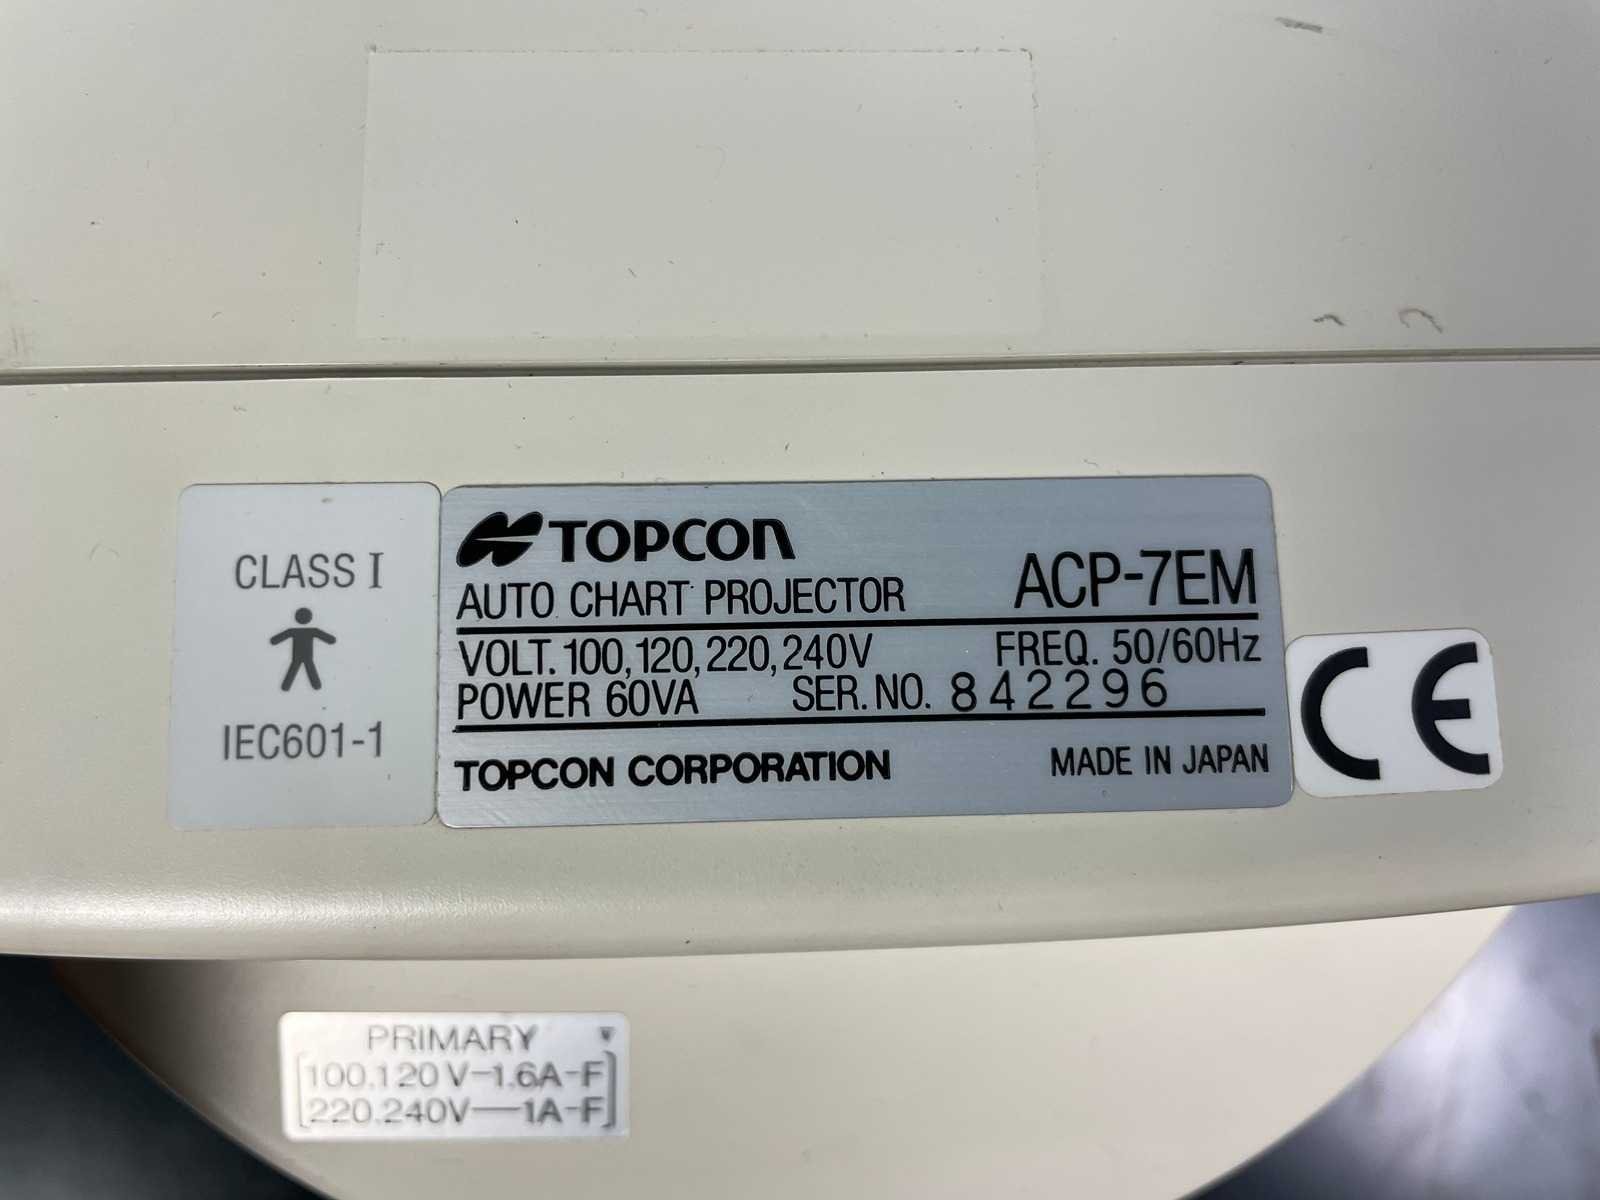 CLASS I
IEC601-1
TOPCON
AUTO CHART PROJECTOR ACP-7EM
VOLT. 100, 120, 220, 240V FREQ. 50/60Hz
POWER 60VA SER. NO. 842296
TOPCON CORPORATION MADE IN JAPAN
CE
PRIMARY
[100.120V-1.6A-F]
[220.240V—1A-F]